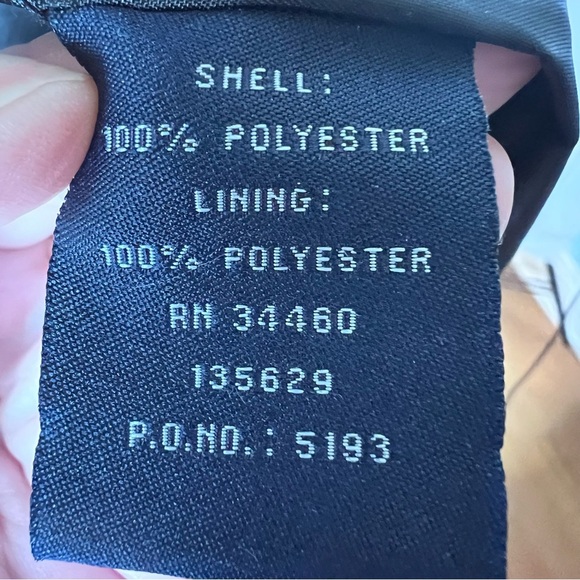 SHELL:
100% POLYESTER
LINING:
100% POLYESTER
RN 34460
135629
P.O.NO.: 5193